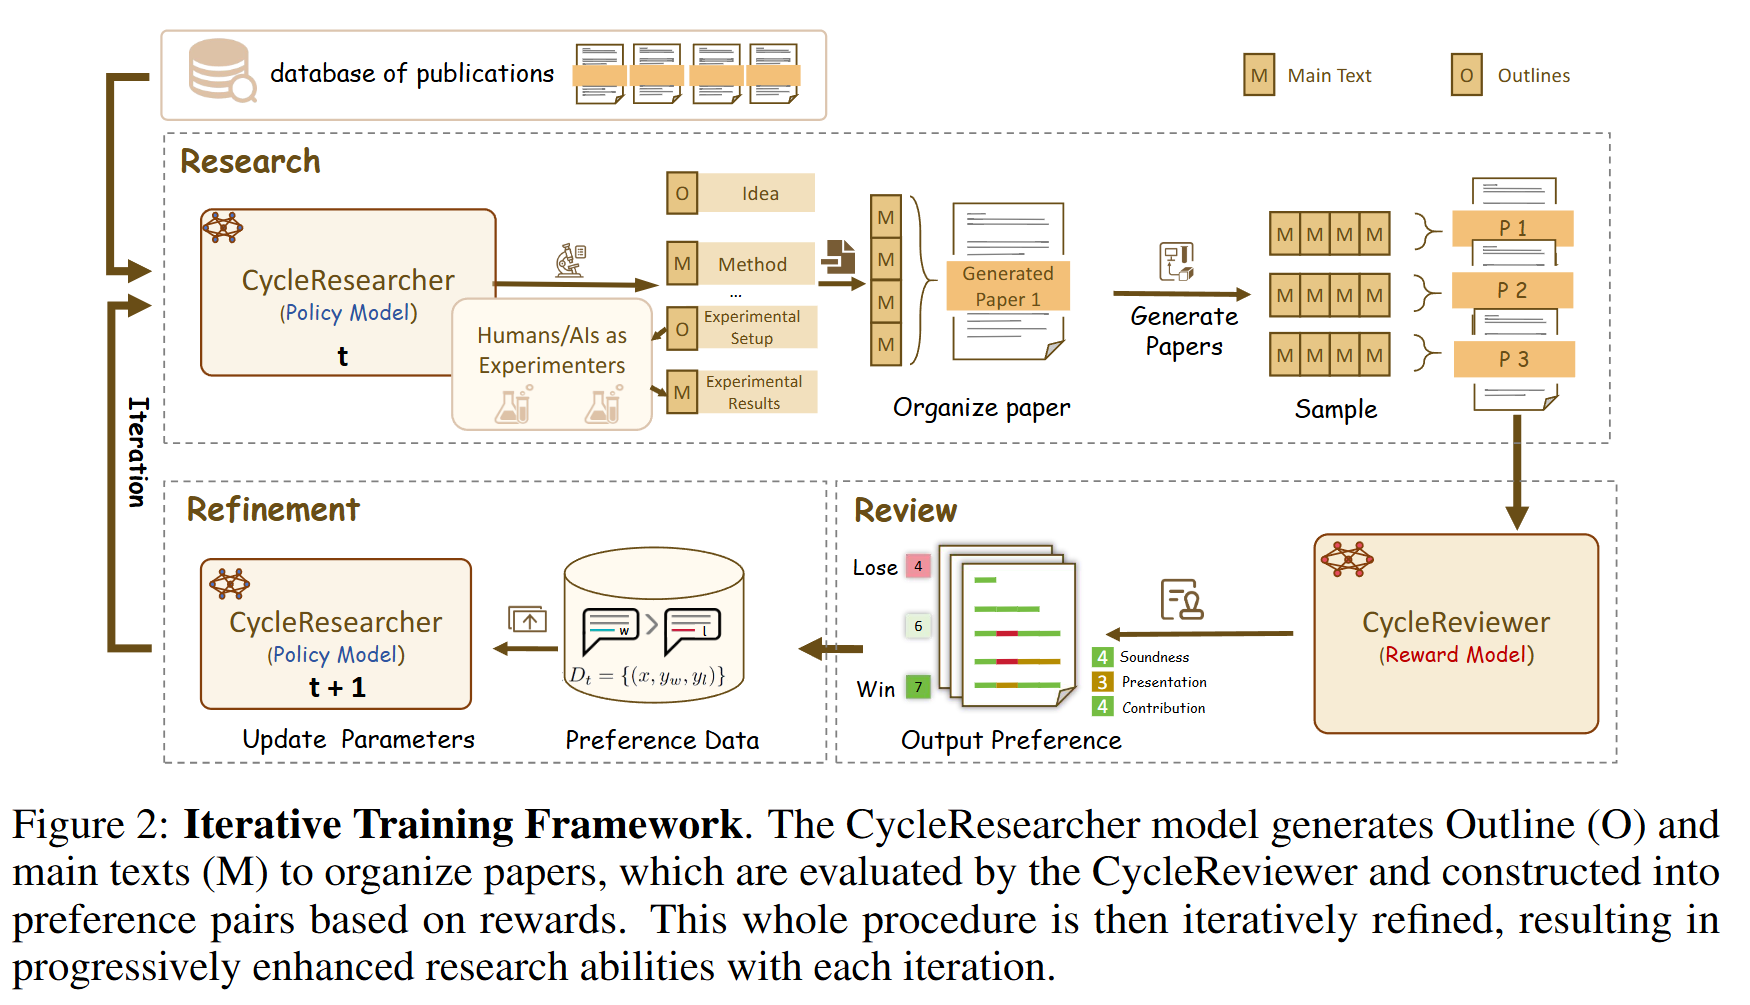 database of publications
M Main Text
O Outlines
Research
CycleResearcher
(Policy Model)
t
Humans/AIs as
Experimenters
O Idea
M Method
...
O Experimental
Setup
M Experimental
Results
M
M
M
M
Generated
Paper 1
Organize paper
Generate
Papers
M M M M
M M M M
M M M M
Sample
P 1
P 2
P 3
Iteration
Refinement
CycleResearcher
(Policy Model)
t + 1
Update Parameters
w > l
D_t = {(x, y_w, y_l)}
Preference Data
Review
Lose 4
6
Win 7
Output Preference
4 Soundness
3 Presentation
4 Contribution
CycleReviewer
(Reward Model)
Figure 2: Iterative Training Framework. The CycleResearcher model generates Outline (O) and
main texts (M) to organize papers, which are evaluated by the CycleReviewer and constructed into
preference pairs based on rewards. This whole procedure is then iteratively refined, resulting in
progressively enhanced research abilities with each iteration.